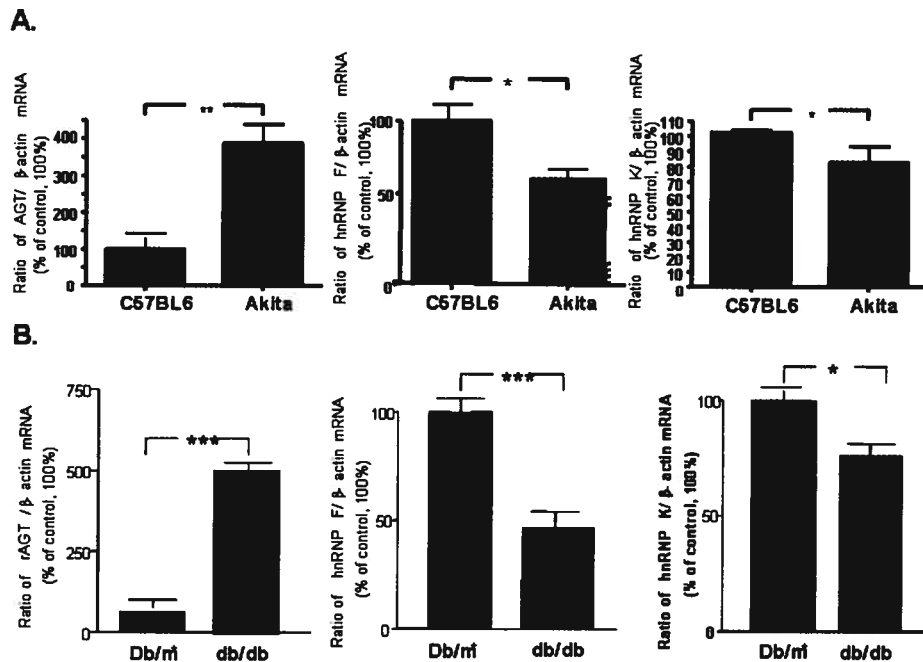 A.
Ratio of AGT/ β-actin mRNA
(% of control, 100%)
400
300
200
100
0
**
C57BL6 Akita
Ratio of hnRNP F/ β-actin mRNA
(% of control, 100%)
100
50
0
*
C57BL6 Akita
Ratio of hnRNP K/ β-actin mRNA
(% of control, 100%)
110
100
90
80
70
60
50
40
30
20
10
0
*
C57BL6 Akita
B.
Ratio of rAGT /β-actin mRNA
(% of control, 100%)
750
500
250
0
***
Db/m db/db
Ratio of hnRNP F/ β-actin mRNA
(% of control, 100%)
100
50
0
***
Db/m db/db
Ratio of hnRNP K/ β-actin mRNA
(% of control, 100%)
100
50
0
*
Db/m db/db